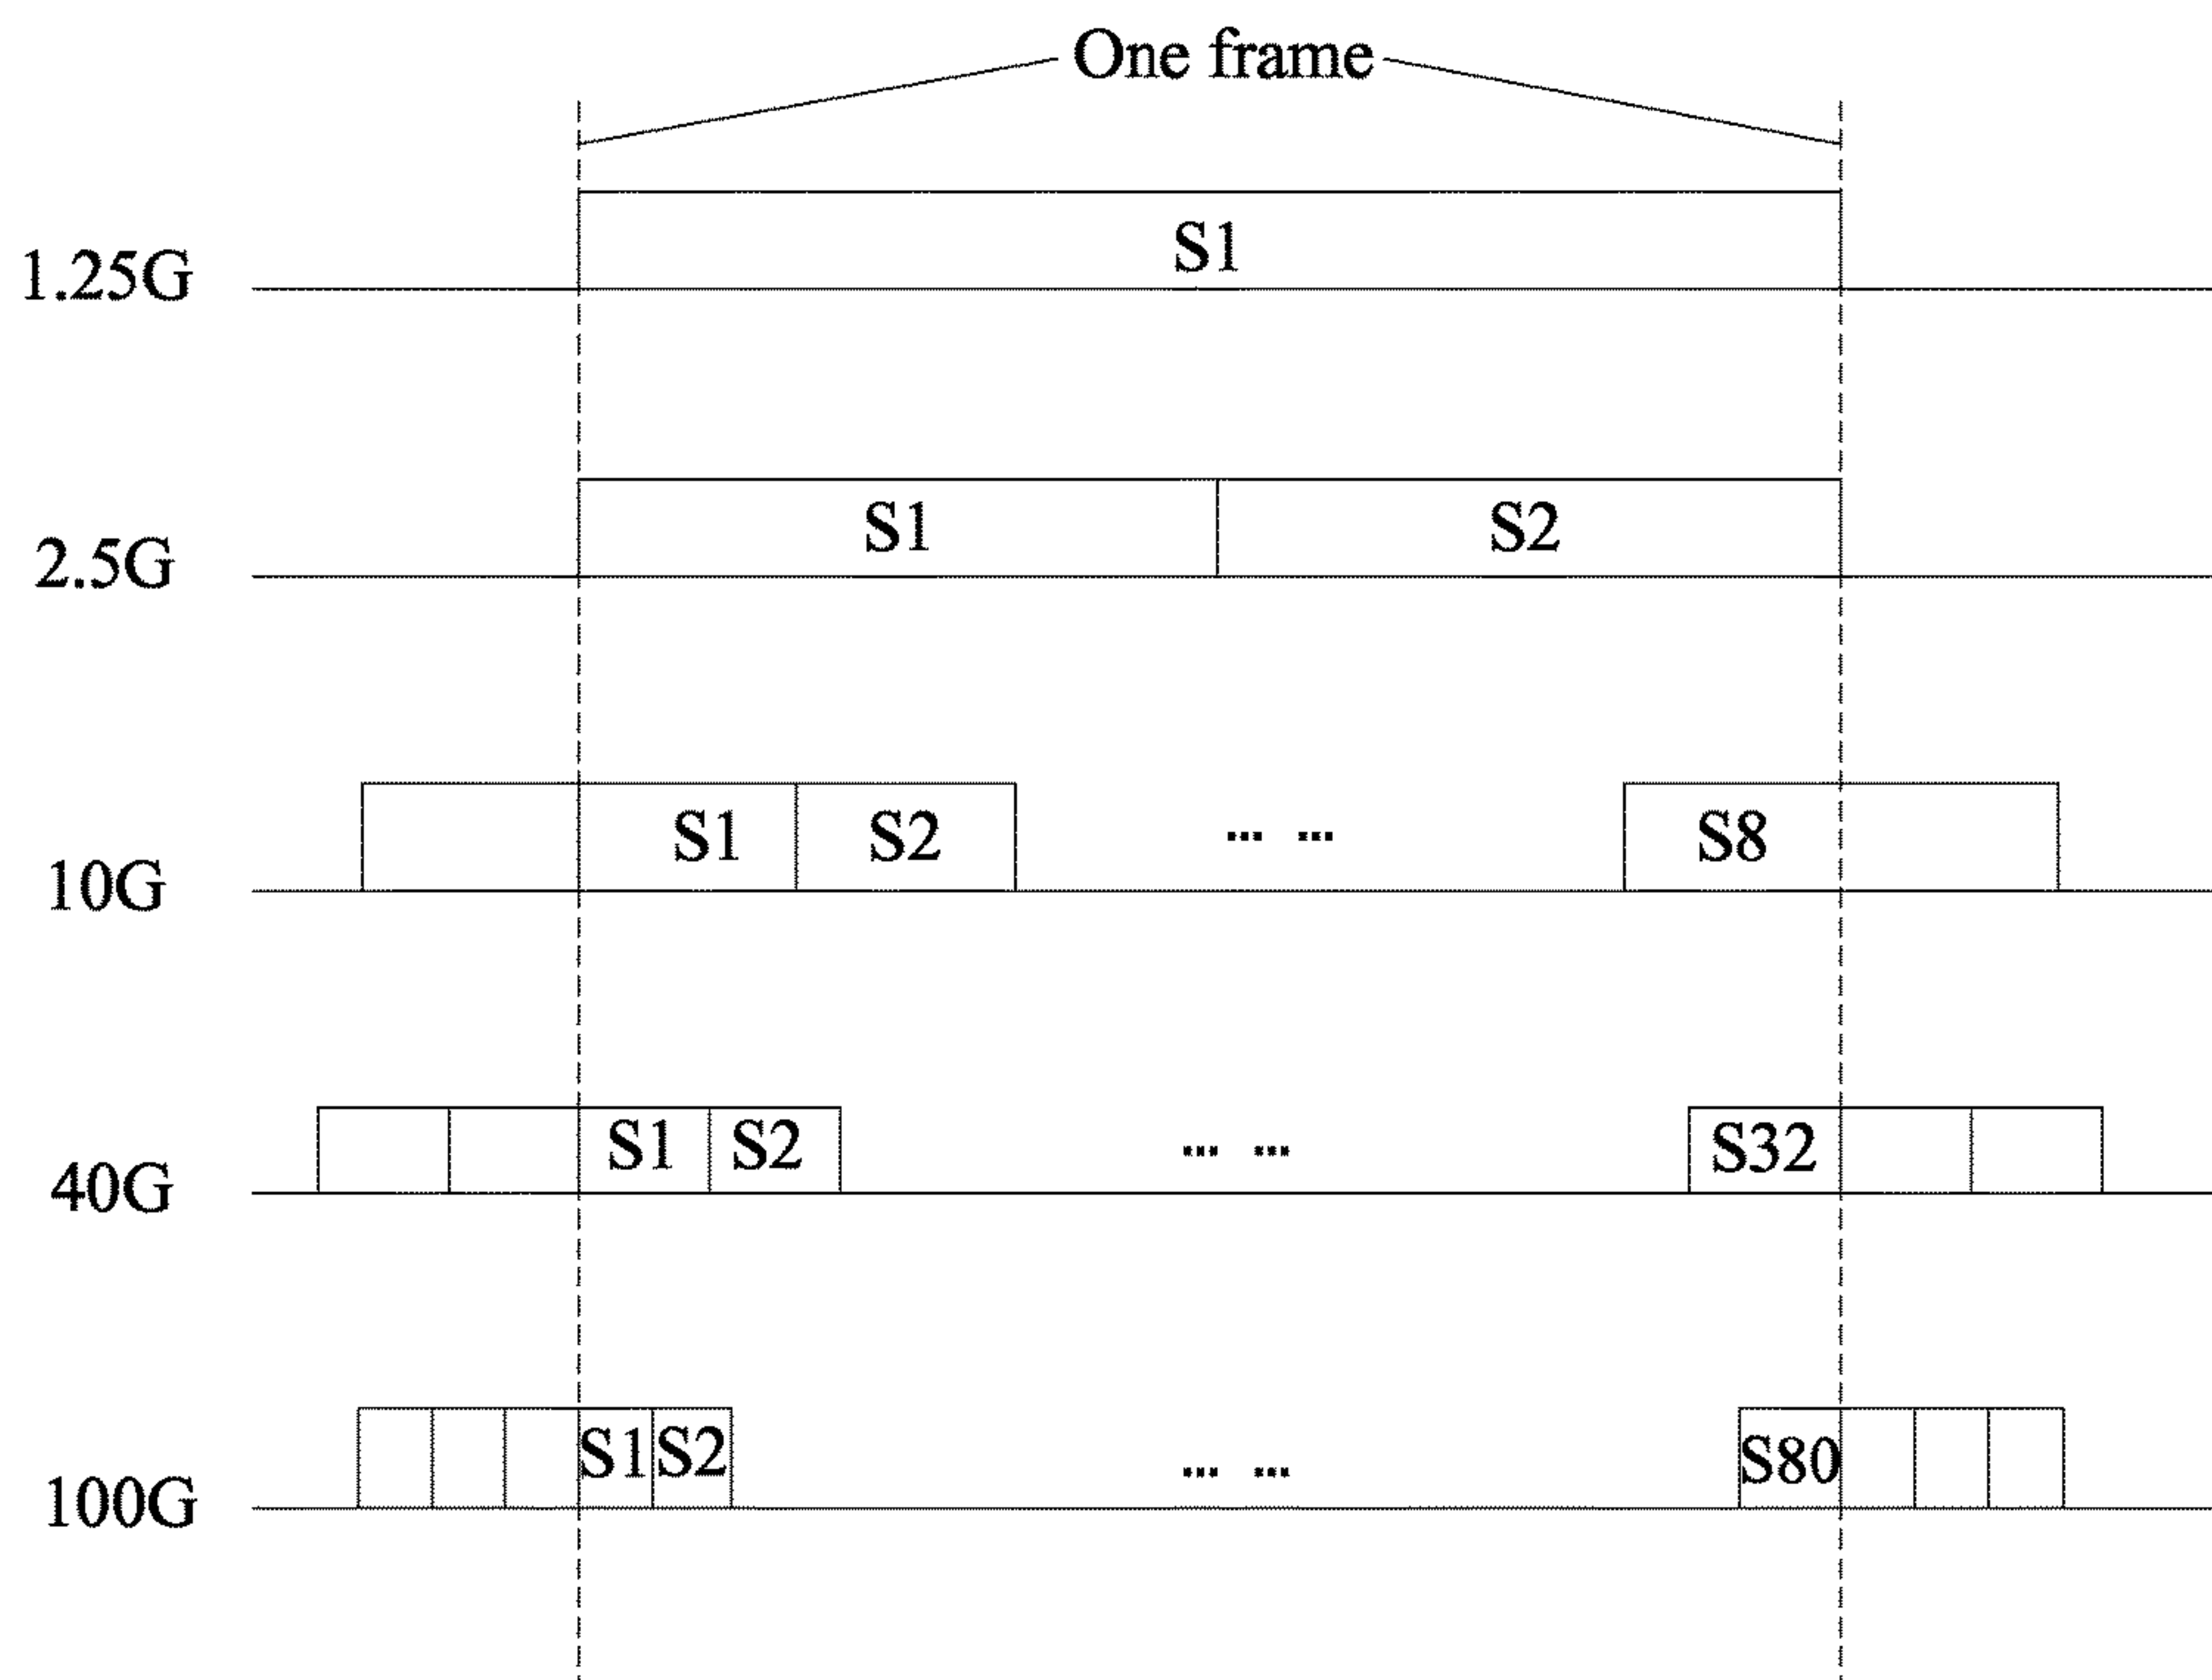 One frame
1.25G S1
2.5G S1 S2
10G S1 S2 ... ... S8
40G S1 S2 ... ... S32
100G S1 S2 ... ... S80